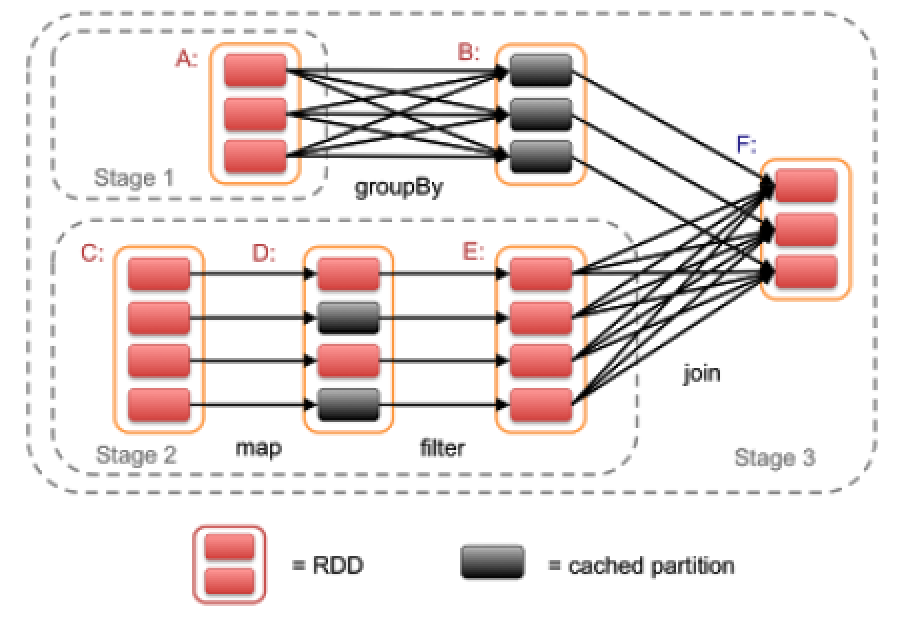 A:
B:
Stage 1
groupBy
F:
C:
D:
E:
join
Stage 2
map
filter
Stage 3
= RDD
= cached partition